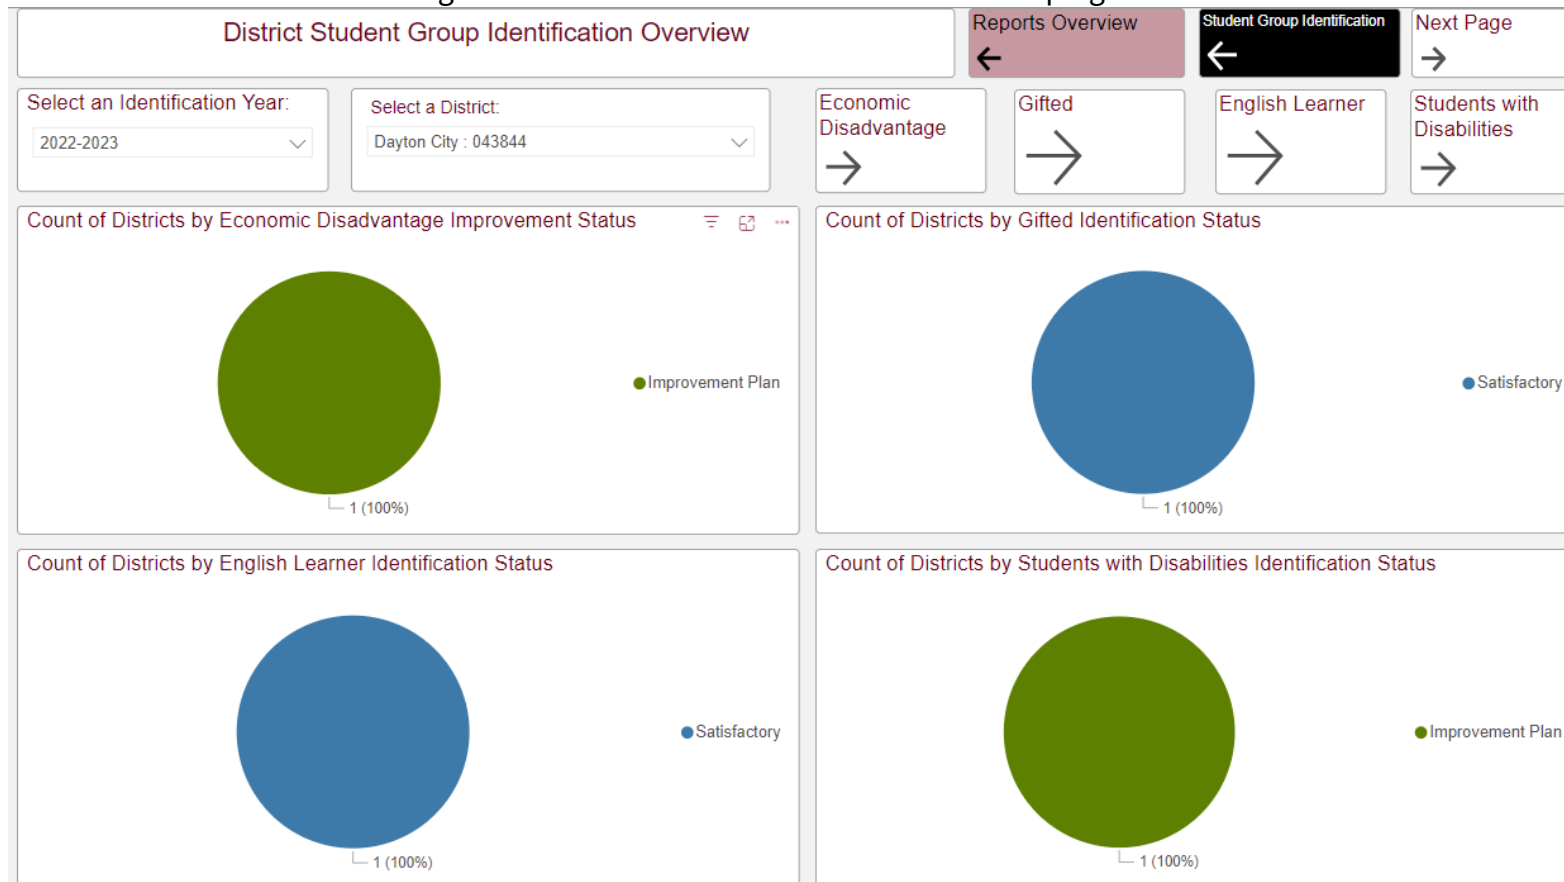 District Student Group Identification Overview
Reports Overview
Student Group Identification
Next Page
Select an Identification Year:
2022-2023
Select a District:
Dayton City : 043844
Economic
Disadvantage
Gifted
English Learner
Students with
Disabilities
Count of Districts by Economic Disadvantage Improvement Status
Improvement Plan
1 (100%)
Count of Districts by Gifted Identification Status
Satisfactory
1 (100%)
Count of Districts by English Learner Identification Status
Satisfactory
1 (100%)
Count of Districts by Students with Disabilities Identification Status
Improvement Plan
1 (100%)